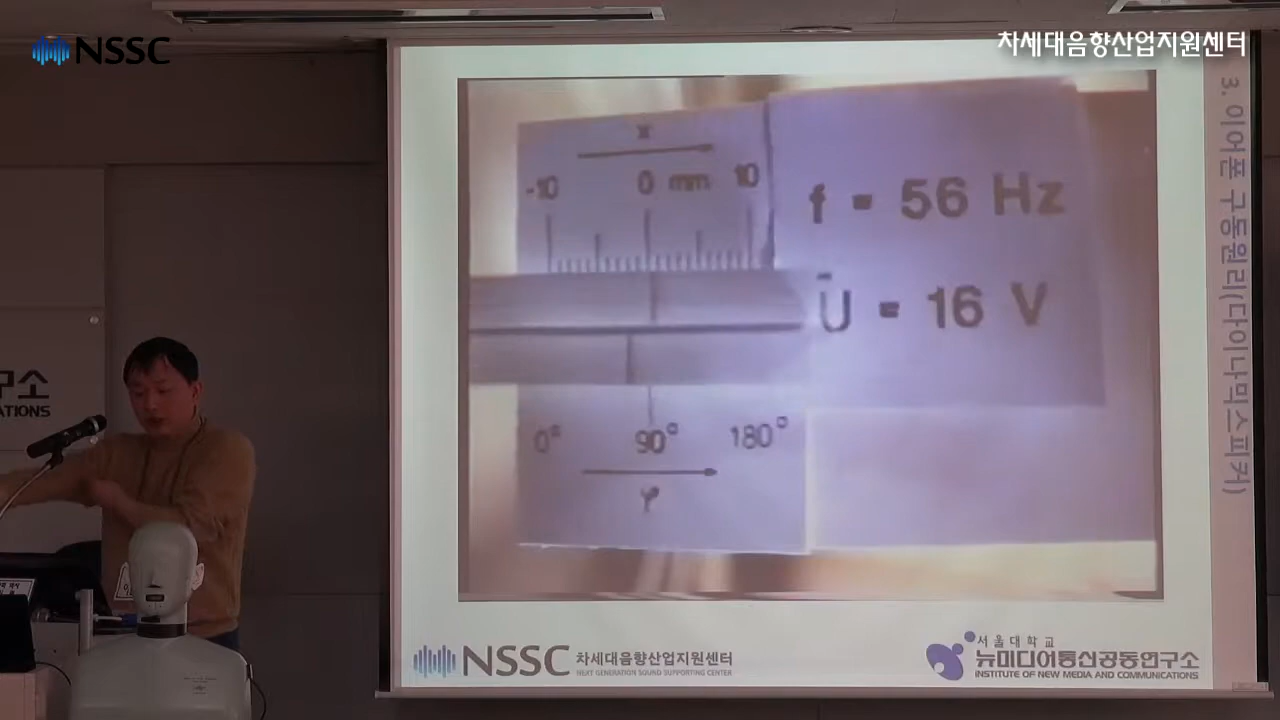 NSSC
차세대음향산업지원센터
3. 이어폰 구동원리(다이나믹스피커)
x
-10 0 mm 10
f = 56 Hz
Ū = 16 V
0° 90° 180°
φ
구소
ATIONS
NSSC 차세대음향산업지원센터
NEXT GENERATION SOUND SUPPORTING CENTER
서울대학교
뉴미디어통신공동연구소
INSTITUTE OF NEW MEDIA AND COMMUNICATIONS